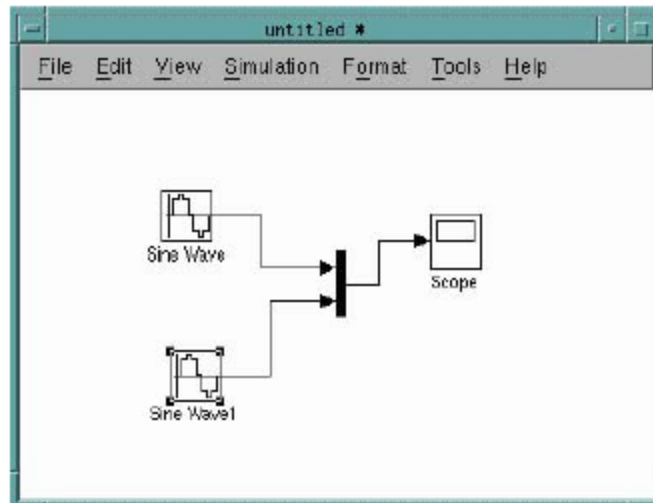 untitled *
File Edit View Simulation Format Tools Help
Sine Wave
Scope
Sine Wave1